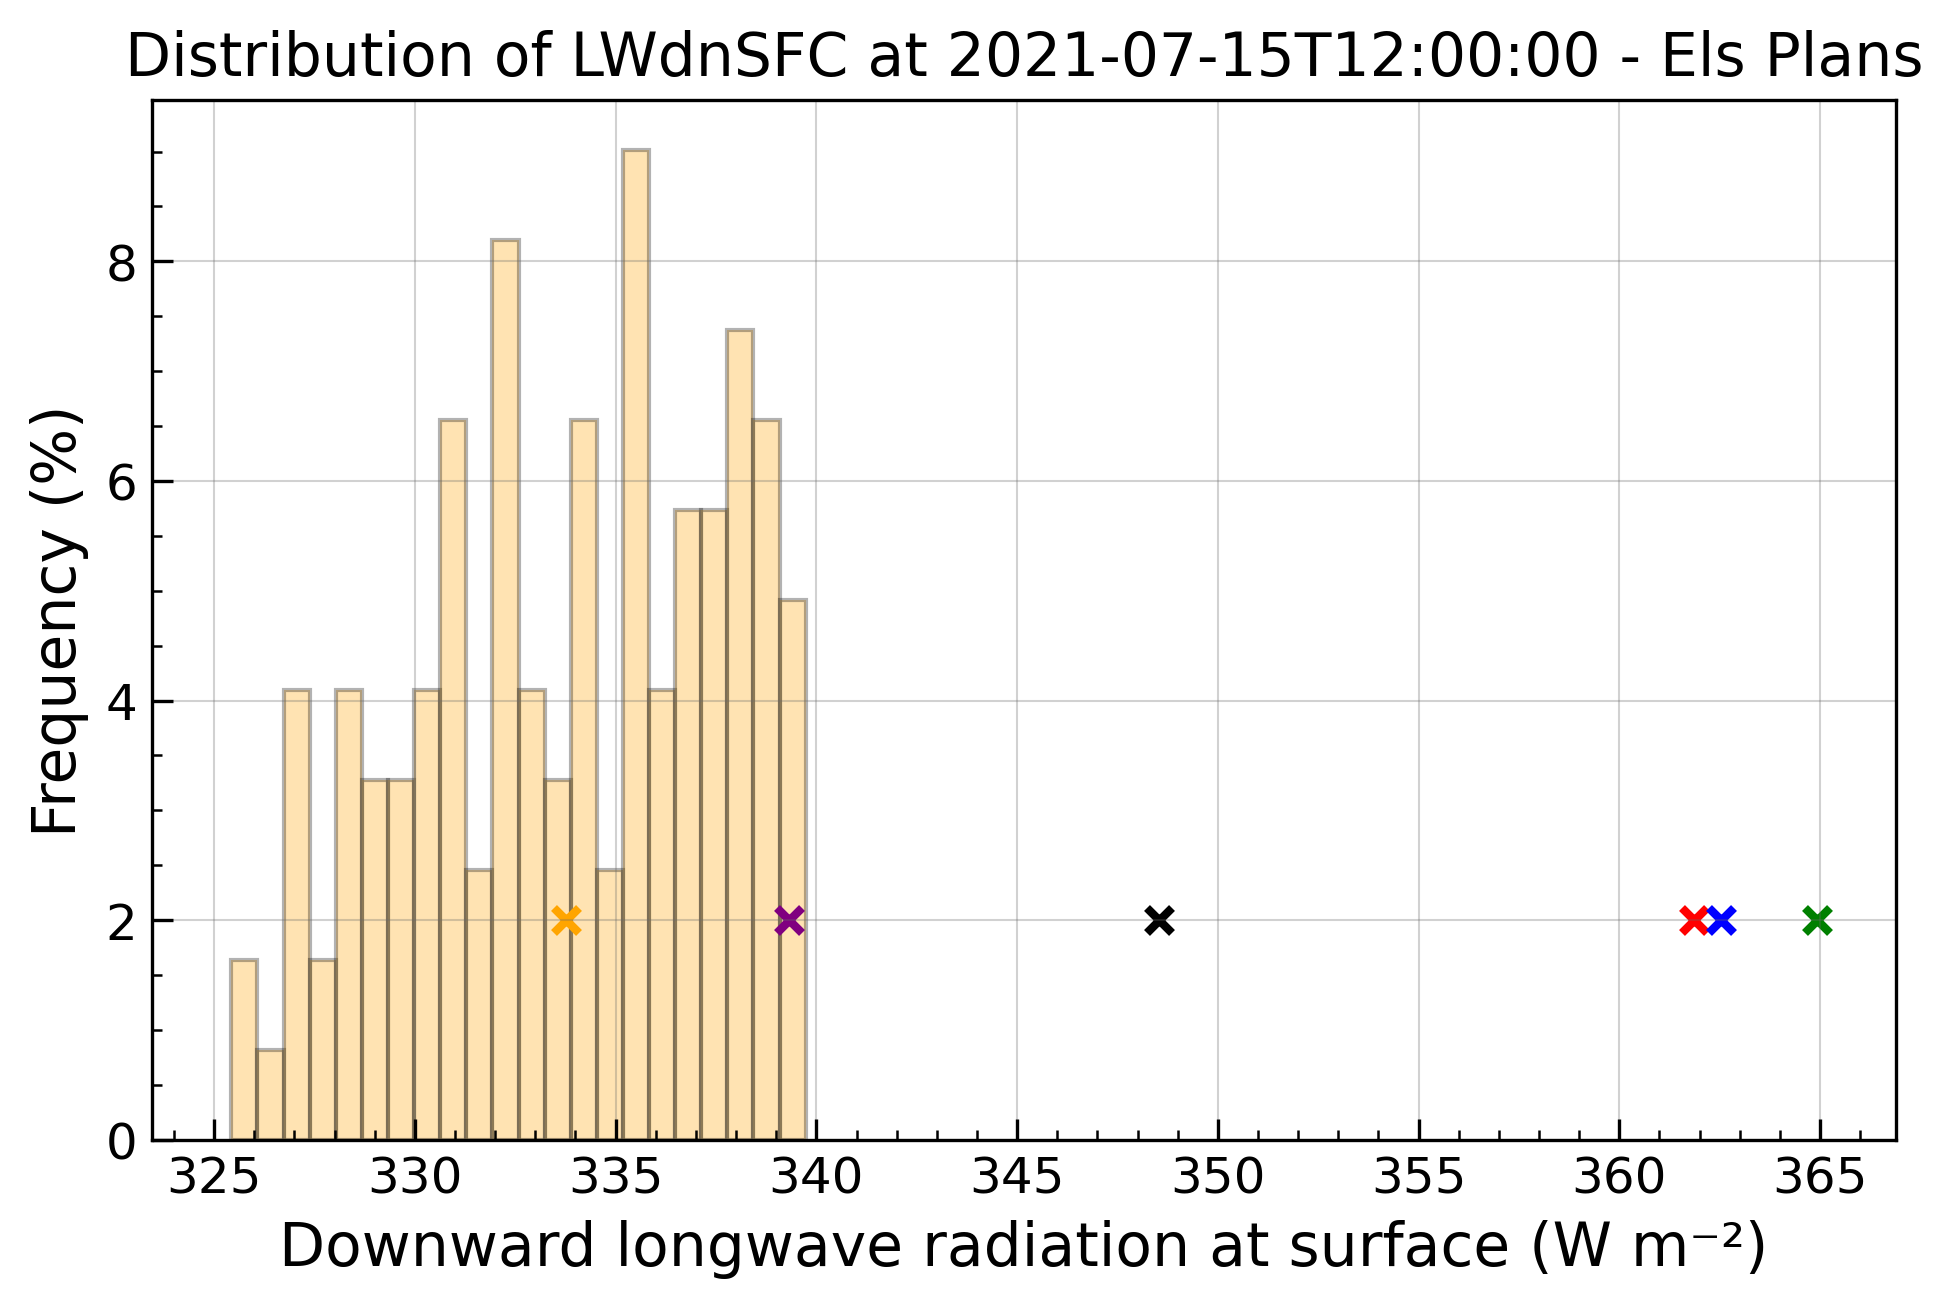 Distribution of LWdnSFC at 2021-07-15T12:00:00 - Els Plans
Frequency (%)
8
6
4
2
0
325 330 335 340 345 350 355 360 365
Downward longwave radiation at surface (W m⁻²)